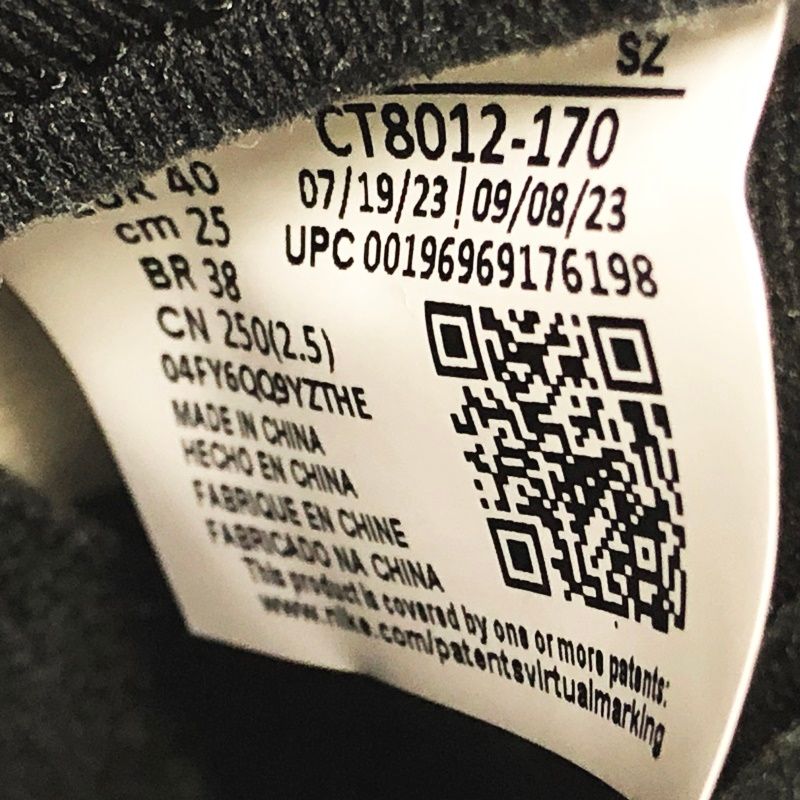 SZ
CT8012-170
07/19/23 | 09/08/23
UPC 00196969176198
EUR 40
cm 25
BR 38
CN 250(2.5)
04FY6QQ9YZTHE
MADE IN CHINA
HECHO EN CHINA
FABRIQUE EN CHINE
FABRICADO NA CHINA
This product is covered by one or more patents:
www.nike.com/patentsvirtualmarking